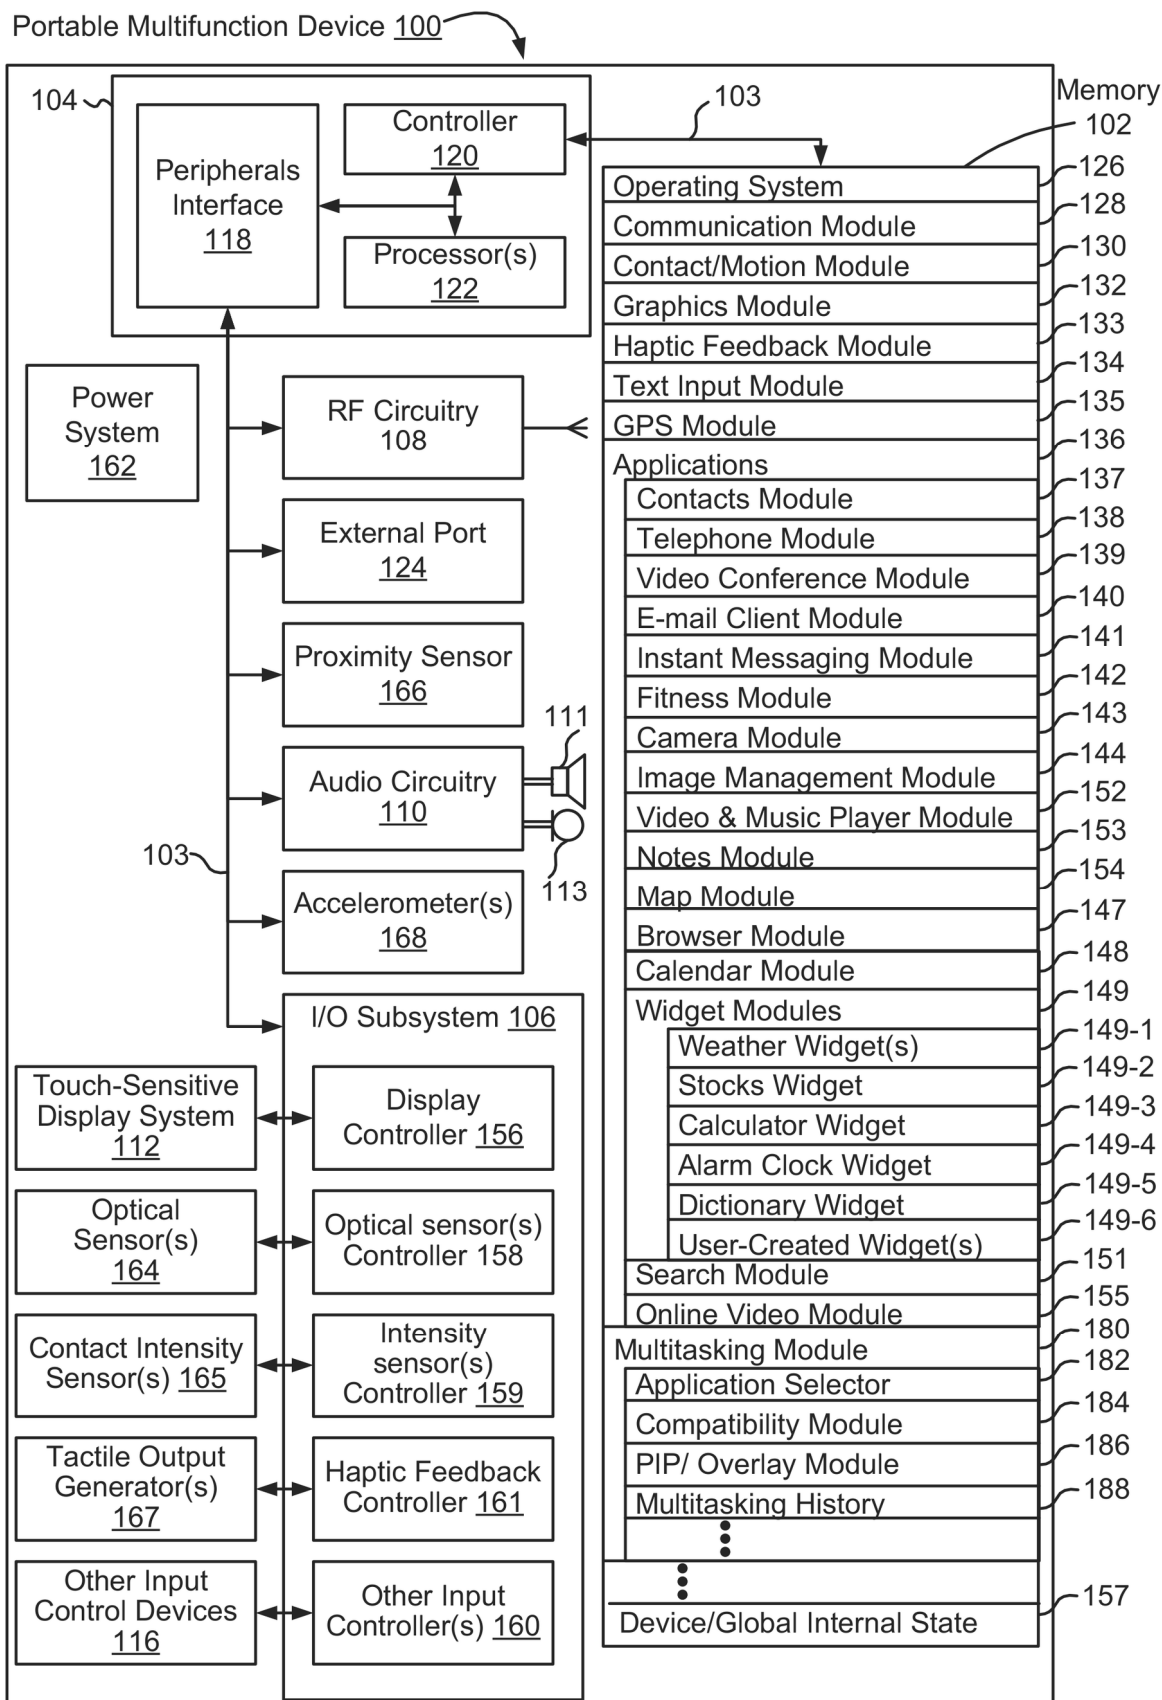 Portable Multifunction Device 100
104
Peripherals
Interface
118
Controller
120
Processor(s)
122
103
Memory
102
Power
System
162
RF Circuitry
108
External Port
124
Proximity Sensor
166
Audio Circuitry
110
111
113
103
Accelerometer(s)
168
I/O Subsystem 106
Touch-Sensitive
Display System
112
Display
Controller 156
Optical
Sensor(s)
164
Optical sensor(s)
Controller 158
Contact Intensity
Sensor(s) 165
Intensity
sensor(s)
Controller 159
Tactile Output
Generator(s)
167
Haptic Feedback
Controller 161
Other Input
Control Devices
116
Other Input
Controller(s) 160
Operating System 126
Communication Module 128
Contact/Motion Module 130
Graphics Module 132
Haptic Feedback Module 133
Text Input Module 134
GPS Module 135
Applications 136
Contacts Module 137
Telephone Module 138
Video Conference Module 139
E-mail Client Module 140
Instant Messaging Module 141
Fitness Module 142
Camera Module 143
Image Management Module 144
Video & Music Player Module 152
Notes Module 153
Map Module 154
Browser Module 147
Calendar Module 148
Widget Modules 149
Weather Widget(s) 149-1
Stocks Widget 149-2
Calculator Widget 149-3
Alarm Clock Widget 149-4
Dictionary Widget 149-5
User-Created Widget(s) 149-6
Search Module 151
Online Video Module 155
Multitasking Module 180
Application Selector 182
Compatibility Module 184
PIP/ Overlay Module 186
Multitasking History 188
Device/Global Internal State 157